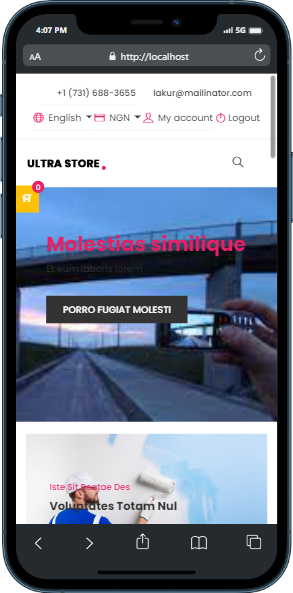 4:07 PM 5G
AA http://localhost
+1 (731) 688-3655 lakur@mailinator.com
English NGN My account Logout
ULTRA STORE.
0
Molestias similique
Et eum laboris lorem
PORRO FUGIAT MOLESTI
Iste Sit Beatae Des
Voluptates Totam Nul